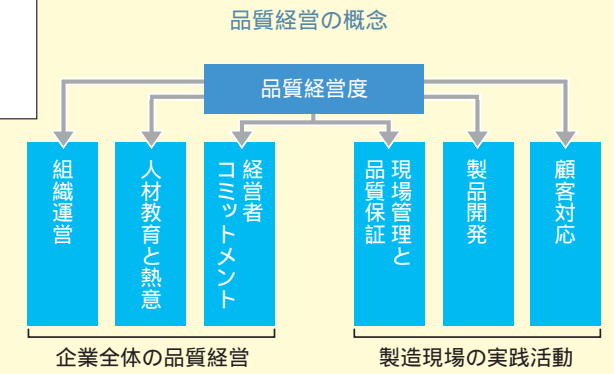 品質経営の概念
品質経営度
組織運営
人材教育と熱意
経営者
コミットメント
現場管理と
品質保証
製品開発
顧客対応
企業全体の品質経営
製造現場の実践活動